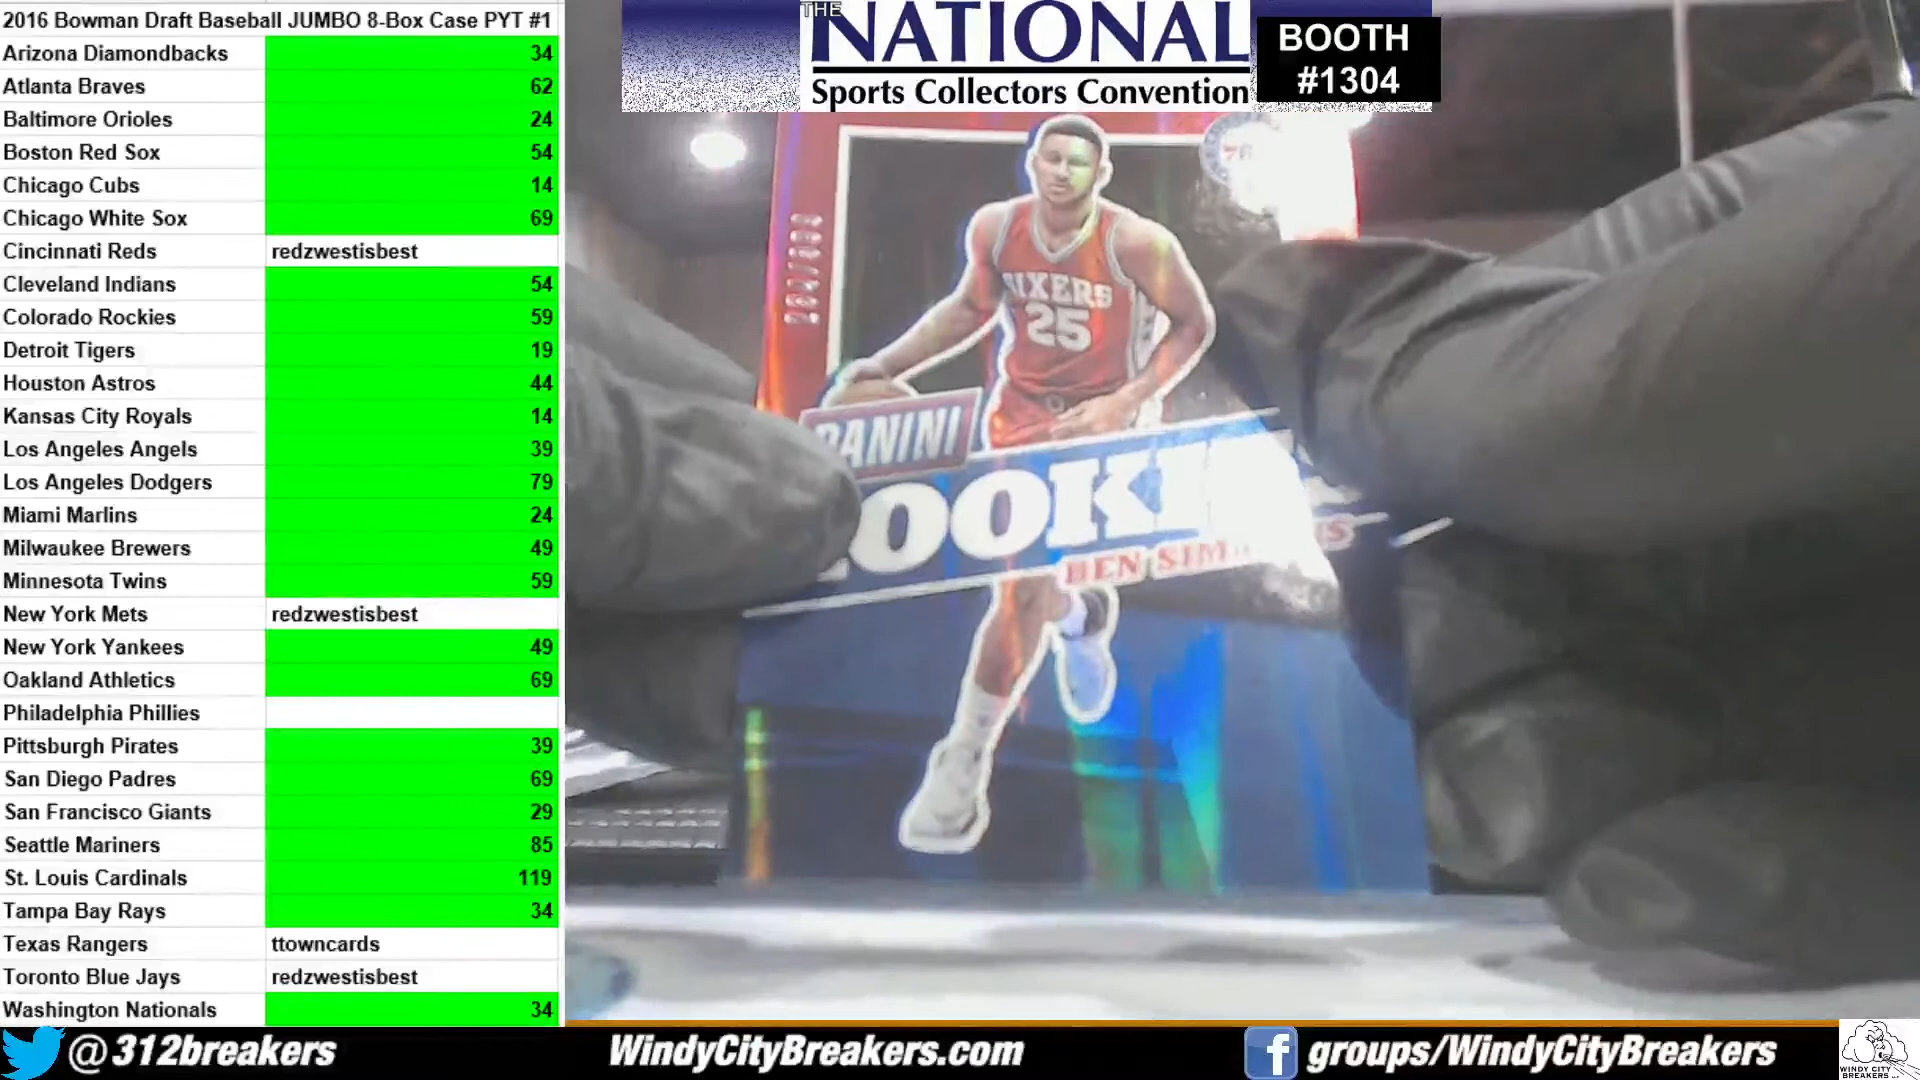 2016 Bowman Draft Baseball JUMBO 8-Box Case PYT #1
Arizona Diamondbacks 34
Atlanta Braves 62
Baltimore Orioles 24
Boston Red Sox 54
Chicago Cubs 14
Chicago White Sox 69
Cincinnati Reds redzwestisbest
Cleveland Indians 54
Colorado Rockies 59
Detroit Tigers 19
Houston Astros 44
Kansas City Royals 14
Los Angeles Angels 39
Los Angeles Dodgers 79
Miami Marlins 24
Milwaukee Brewers 49
Minnesota Twins 59
New York Mets redzwestisbest
New York Yankees 49
Oakland Athletics 69
Philadelphia Phillies
Pittsburgh Pirates 39
San Diego Padres 69
San Francisco Giants 29
Seattle Mariners 85
St. Louis Cardinals 119
Tampa Bay Rays 34
Texas Rangers ttowncards
Toronto Blue Jays redzwestisbest
Washington Nationals 34
THE
NATIONAL
Sports Collectors Convention
BOOTH
#1304
SIXERS
25
PANINI
BEN
@312breakers
WindyCityBreakers.com
f groups/WindyCityBreakers
WINDY CITY
BREAKERS